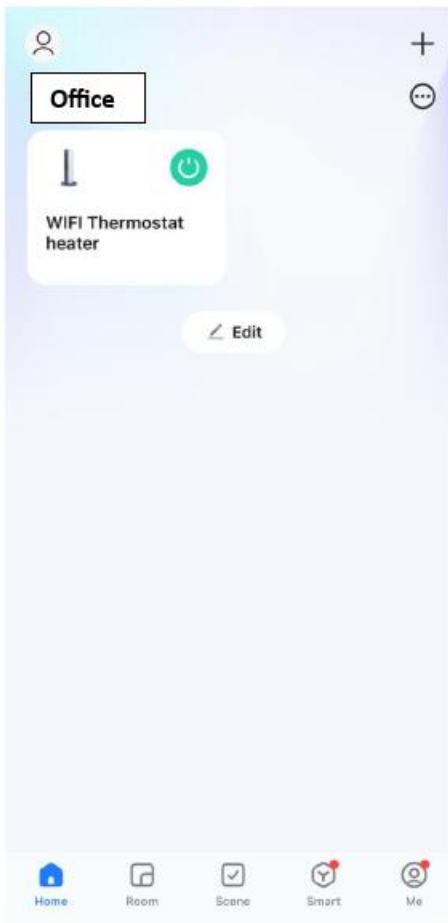 Office
WIFI Thermostat
heater
Edit
Home
Room
Scene
Smart
Me